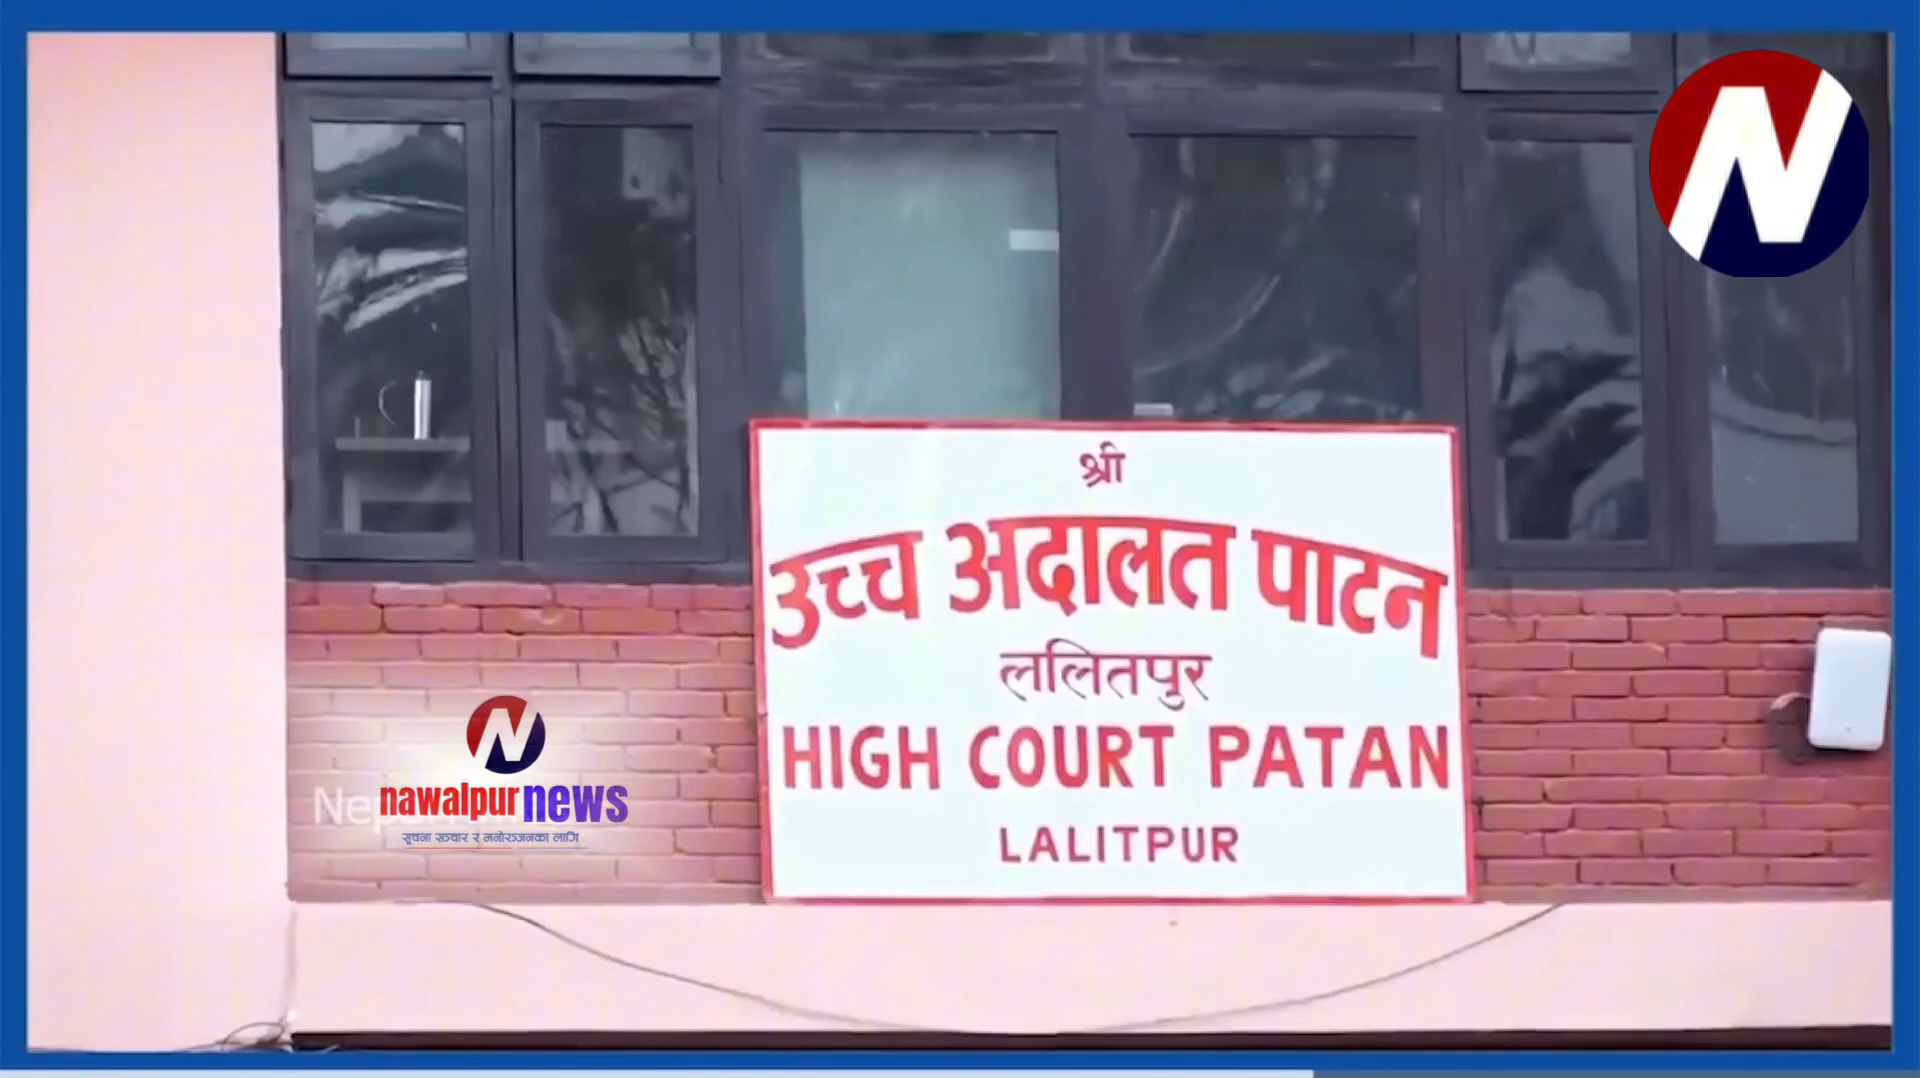 श्री
उच्च अदालत पाटन
ललितपुर
HIGH COURT PATAN
LALITPUR
N
N
nawalpur news
सूचना सञ्चार र मनोरञ्जनका लागि